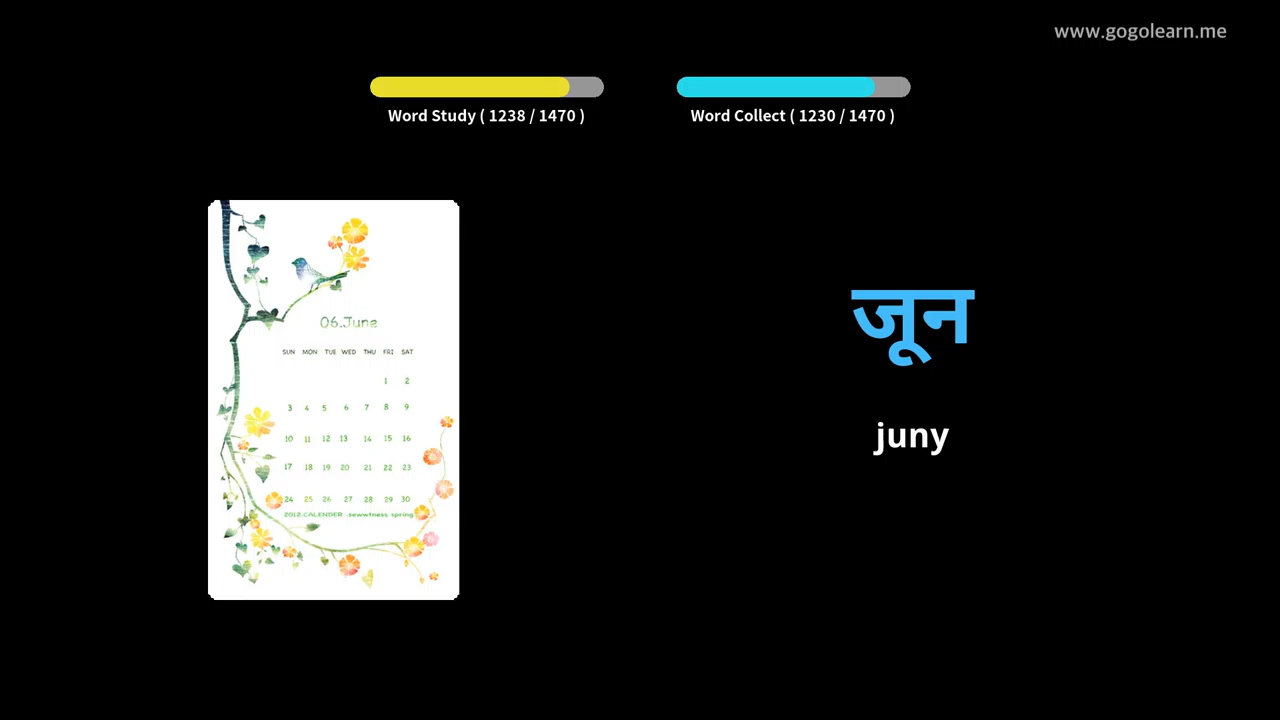 www.gogolearn.me
Word Study ( 1238 / 1470 )
Word Collect ( 1230 / 1470 )
06.June
SUN MON TUE WED THU FRI SAT
1 2
3 4 5 6 7 8 9
10 11 12 13 14 15 16
17 18 19 20 21 22 23
24 25 26 27 28 29 30
2012.CALENDER .sewwtness spring
जून
juny